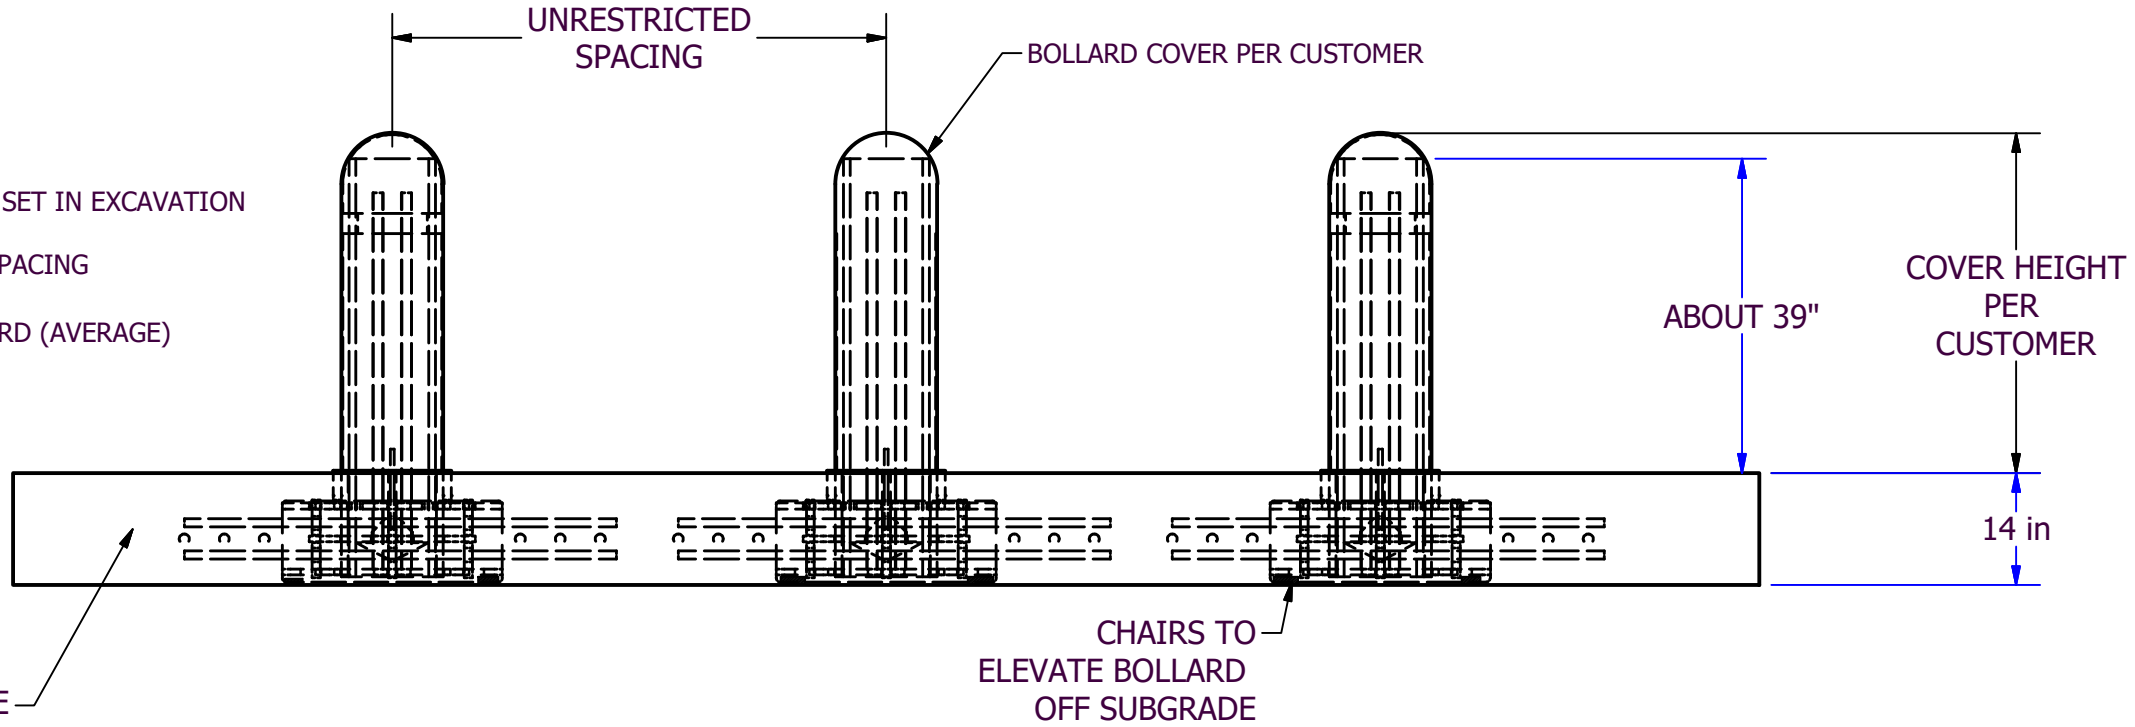 UNRESTRICTED
SPACING
BOLLARD COVER PER CUSTOMER
SET IN EXCAVATION
PACING
RD (AVERAGE)
COVER HEIGHT
PER
CUSTOMER
ABOUT 39"
14 in
CHAIRS TO
ELEVATE BOLLARD
OFF SUBGRADE
E